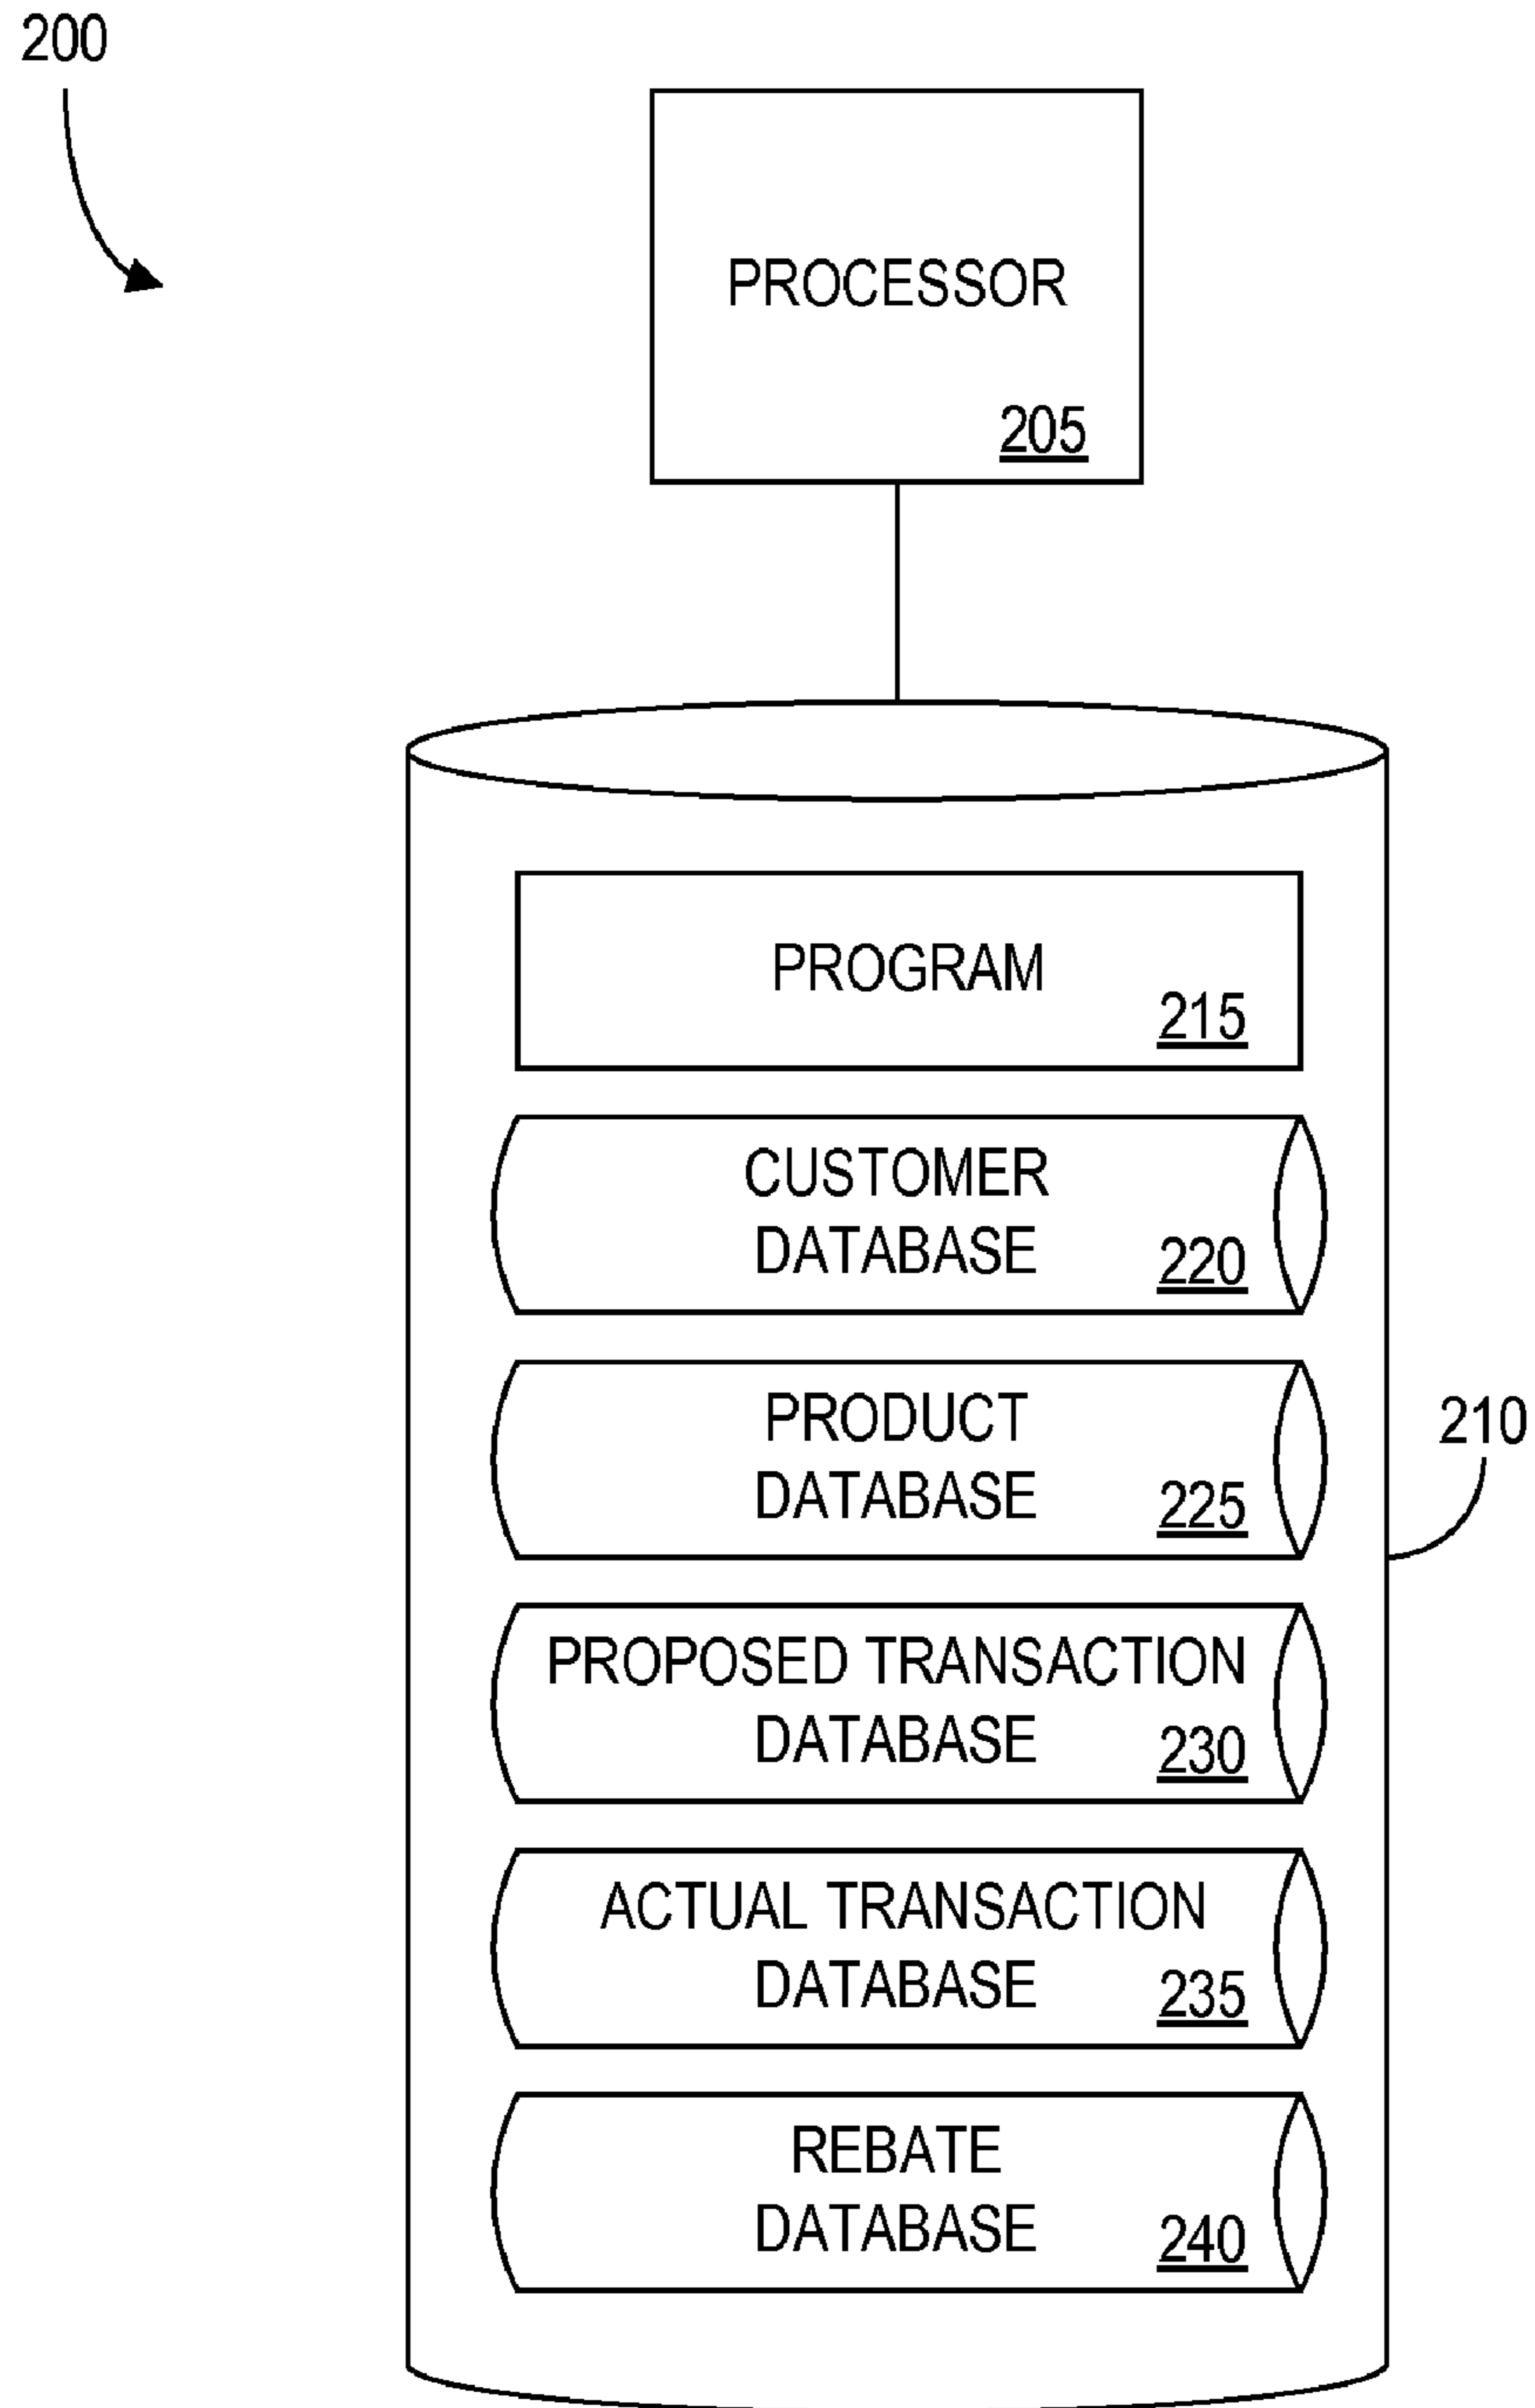 200
PROCESSOR
205
PROGRAM
215
CUSTOMER
DATABASE
220
PRODUCT
DATABASE
225
210
PROPOSED TRANSACTION
DATABASE
230
ACTUAL TRANSACTION
DATABASE
235
REBATE
DATABASE
240